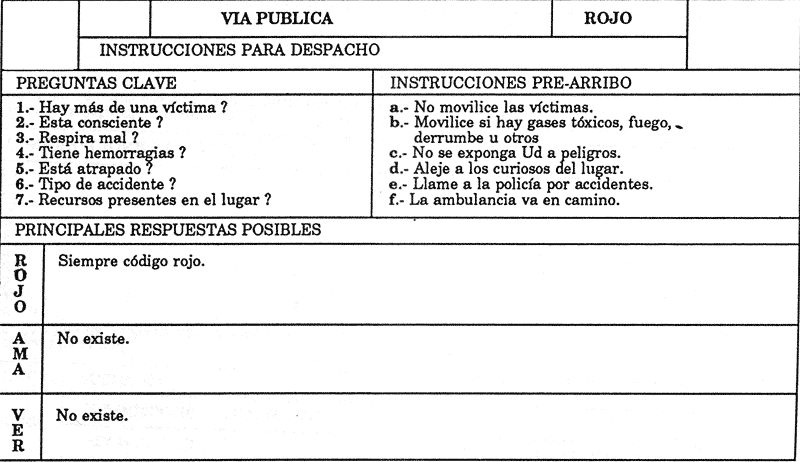 VIA PUBLICA
ROJO
INSTRUCCIONES PARA DESPACHO
PREGUNTAS CLAVE
1.- Hay más de una víctima ?
2.- Esta consciente ?
3.- Respira mal ?
4.- Tiene hemorragias ?
5.- Está atrapado ?
6.- Tipo de accidente ?
7.- Recursos presentes en el lugar ?
INSTRUCCIONES PRE-ARRIBO
a.- No movilice las víctimas.
b.- Movilice si hay gases tóxicos, fuego,
derrumbe u otros
c.- No se exponga Ud a peligros.
d.- Aleje a los curiosos del lugar.
e.- Llame a la policía por accidentes.
f.- La ambulancia va en camino.
PRINCIPALES RESPUESTAS POSIBLES
ROJO
Siempre código rojo.
AMA
No existe.
VER
No existe.